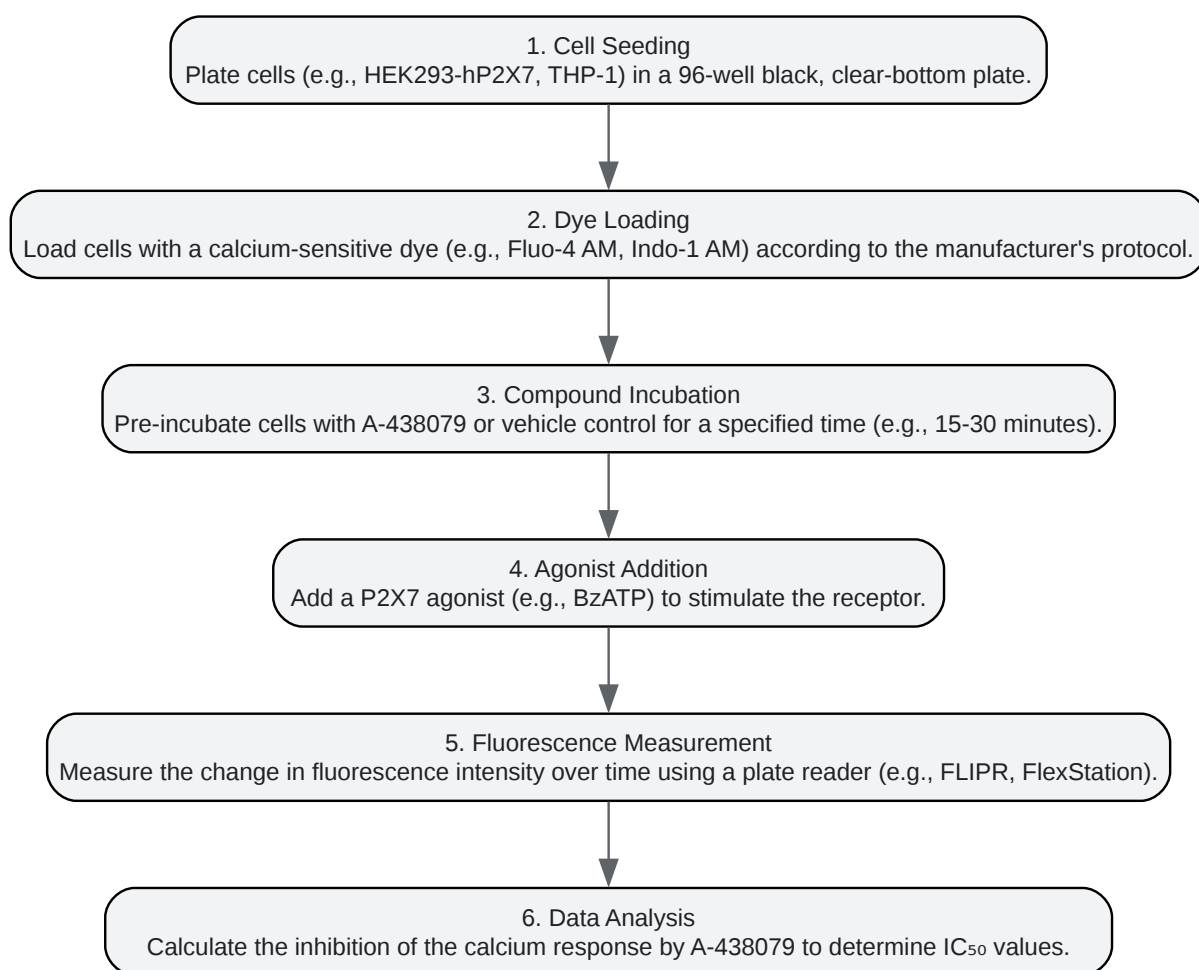 1. Cell Seeding
Plate cells (e.g., HEK293-hP2X7, THP-1) in a 96-well black, clear-bottom plate.
2. Dye Loading
Load cells with a calcium-sensitive dye (e.g., Fluo-4 AM, Indo-1 AM) according to the manufacturer's protocol.
3. Compound Incubation
Pre-incubate cells with A-438079 or vehicle control for a specified time (e.g., 15-30 minutes).
4. Agonist Addition
Add a P2X7 agonist (e.g., BzATP) to stimulate the receptor.
5. Fluorescence Measurement
Measure the change in fluorescence intensity over time using a plate reader (e.g., FLIPR, FlexStation).
6. Data Analysis
Calculate the inhibition of the calcium response by A-438079 to determine IC₅₀ values.